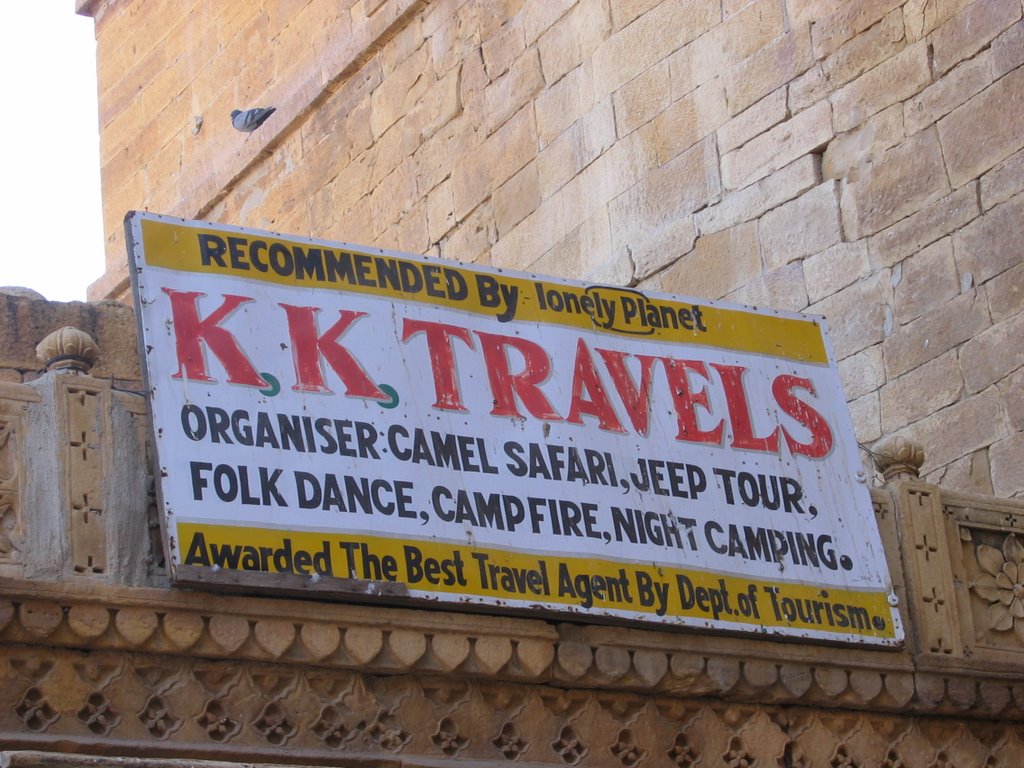 RECOMMENDED By lonely Planet
K.K. TRAVELS
ORGANISER:CAMEL SAFARI,JEEP TOUR,
FOLK DANCE,CAMP FIRE,NIGHT CAMPING.
Awarded The Best Travel Agent By Dept.of Tourism.